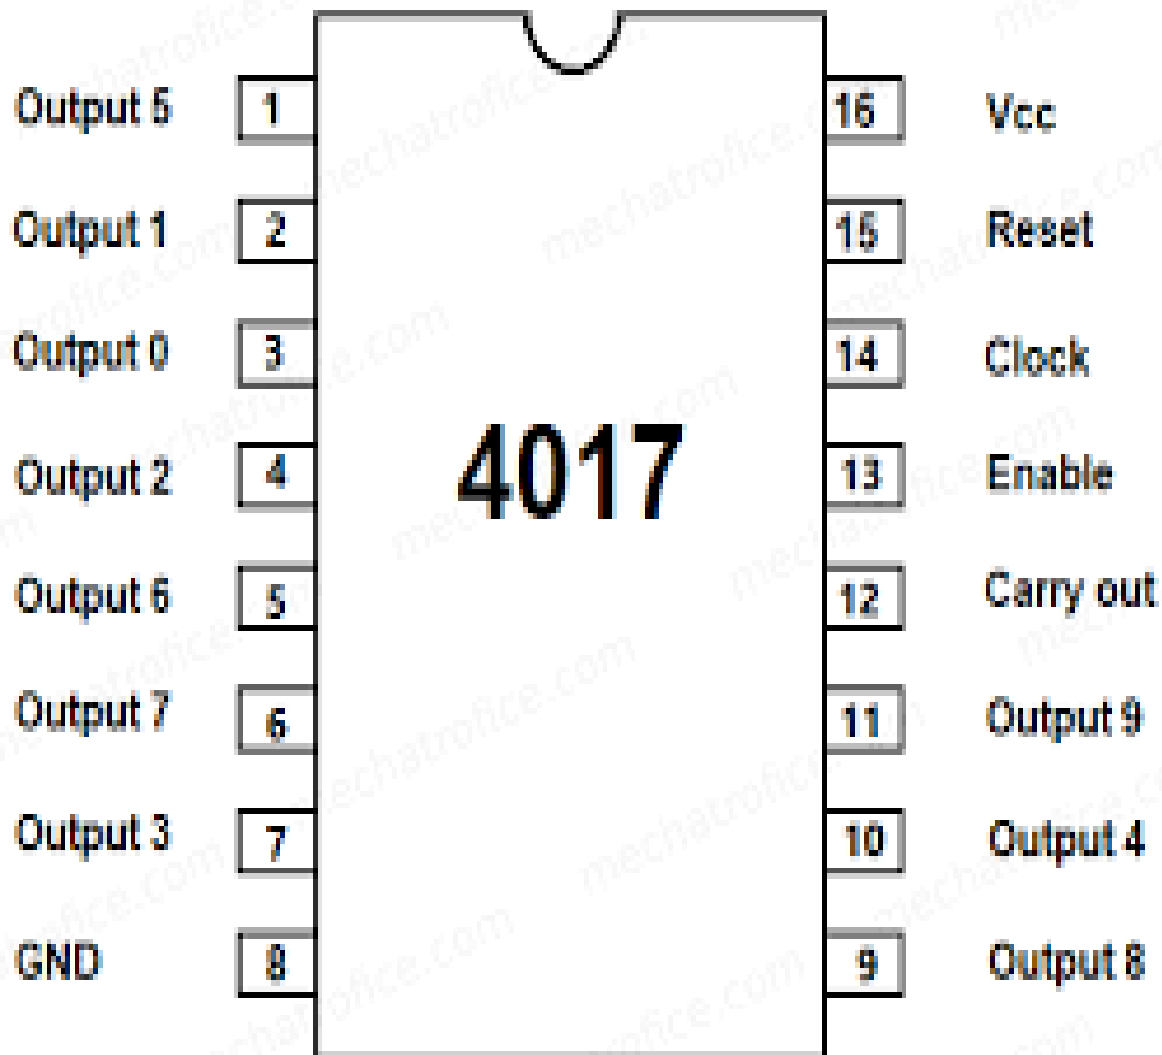 Output 5 1 16 Vcc
Output 1 2 15 Reset
Output 0 3 14 Clock
Output 2 4 13 Enable
4017
Output 6 5 12 Carry out
Output 7 6 11 Output 9
Output 3 7 10 Output 4
GND 8 9 Output 8
mechatrofice.com